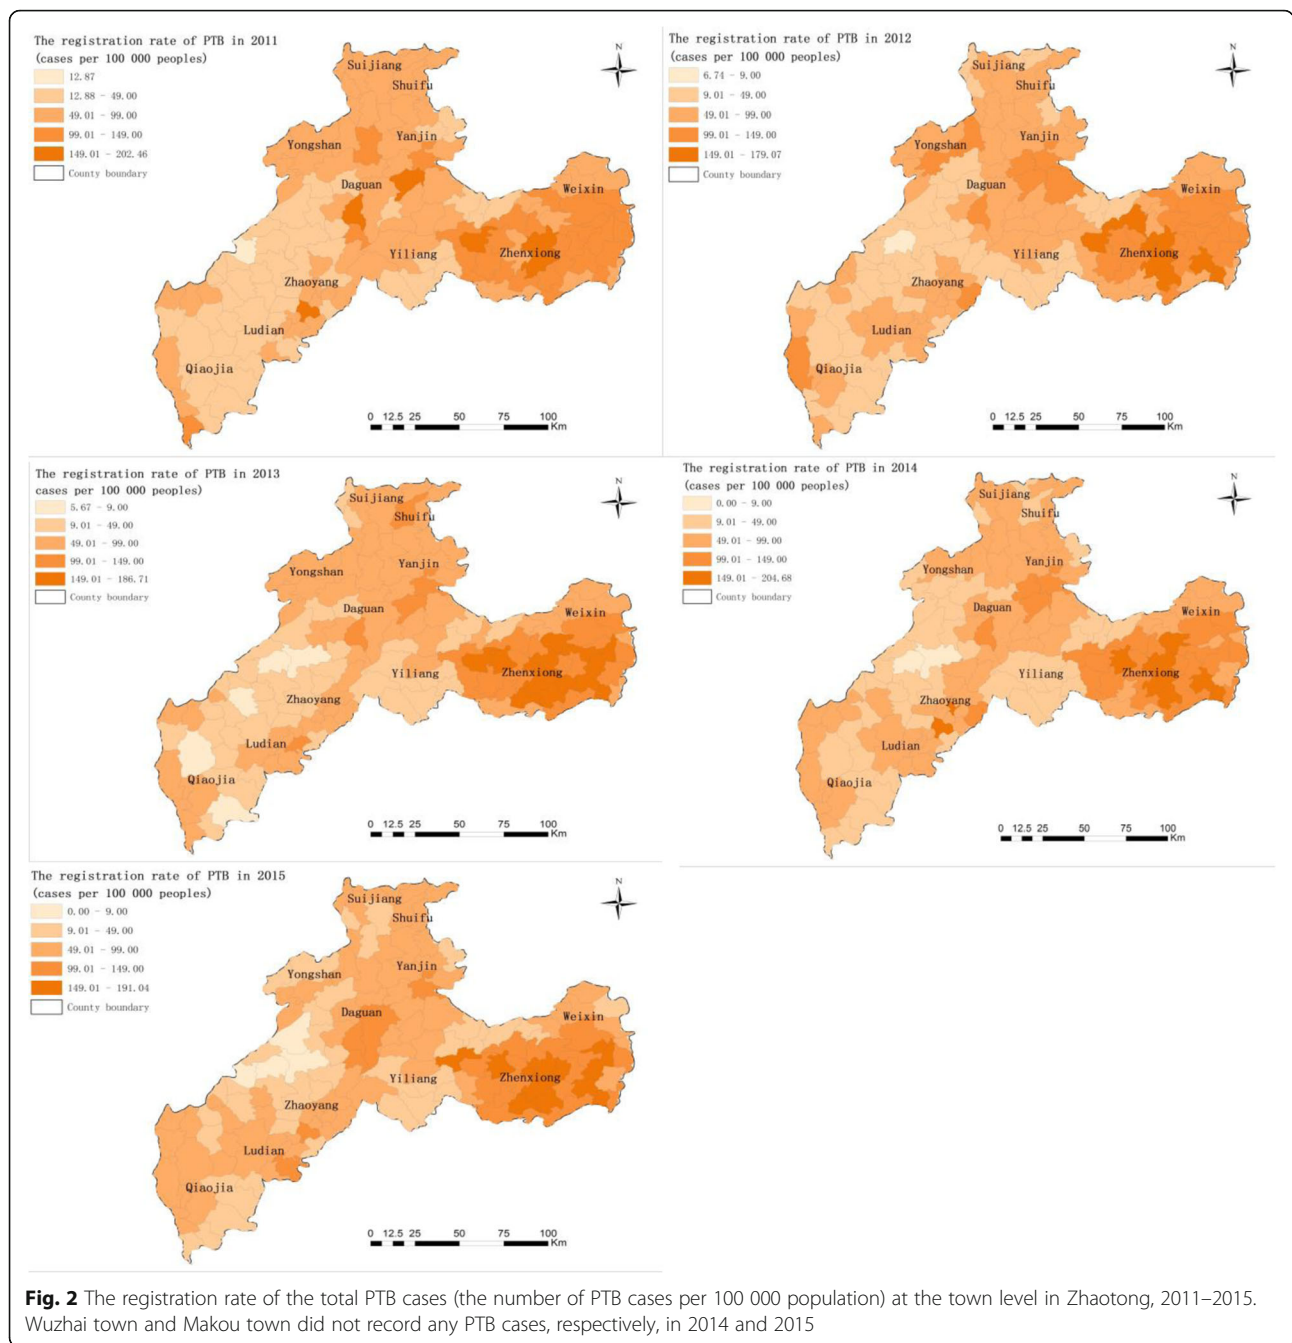 The registration rate of PTB in 2011
(cases per 100 000 peoples)
12.87
12.88 - 49.00
49.01 - 99.00
99.01 - 149.00
149.01 - 202.46
County boundary
N
Suijiang
Shuifu
Yanjin
Yongshan
Daguan
Weixin
Yiliang
Zhenxiong
Zhaoyang
Ludian
Qiaojia
0 12.5 25 50 75 100
Km
The registration rate of PTB in 2012
(cases per 100 000 peoples)
6.74 - 9.00
9.01 - 49.00
49.01 - 99.00
99.01 - 149.00
149.01 - 179.07
County boundary
N
Suijiang
Shuifu
Yanjin
Yongshan
Daguan
Weixin
Yiliang
Zhenxiong
Zhaoyang
Ludian
Qiaojia
0 12.5 25 50 75 100
Km
The registration rate of PTB in 2013
cases per 100 000 peoples)
5.67 - 9.00
9.01 - 49.00
49.01 - 99.00
99.01 - 149.00
149.01 - 186.71
County boundary
N
Suijiang
Shuifu
Yanjin
Yongshan
Daguan
Weixin
Yiliang
Zhenxiong
Zhaoyang
Ludian
Qiaojia
0 12.5 25 50 75 100
Km
The registration rate of PTB in 2014
(cases per 100 000 peoples)
0.00 - 9.00
9.01 - 49.00
49.01 - 99.00
99.01 - 149.00
149.01 - 204.68
County boundary
N
Suijiang
Shuifu
Yanjin
Yongshan
Daguan
Weixin
Yiliang
Zhenxiong
Zhaoyang
Ludian
Qiaojia
0 12.5 25 50 75 100
Km
The registration rate of PTB in 2015
(cases per 100 000 peoples)
0.00 - 9.00
9.01 - 49.00
49.01 - 99.00
99.01 - 149.00
149.01 - 191.04
County boundary
N
Suijiang
Shuifu
Yanjin
Yongshan
Daguan
Weixin
Yiliang
Zhenxiong
Zhaoyang
Ludian
Qiaojia
0 12.5 25 50 75 100
Km
Fig. 2 The registration rate of the total PTB cases (the number of PTB cases per 100 000 population) at the town level in Zhaotong, 2011–2015.
Wuzhai town and Makou town did not record any PTB cases, respectively, in 2014 and 2015